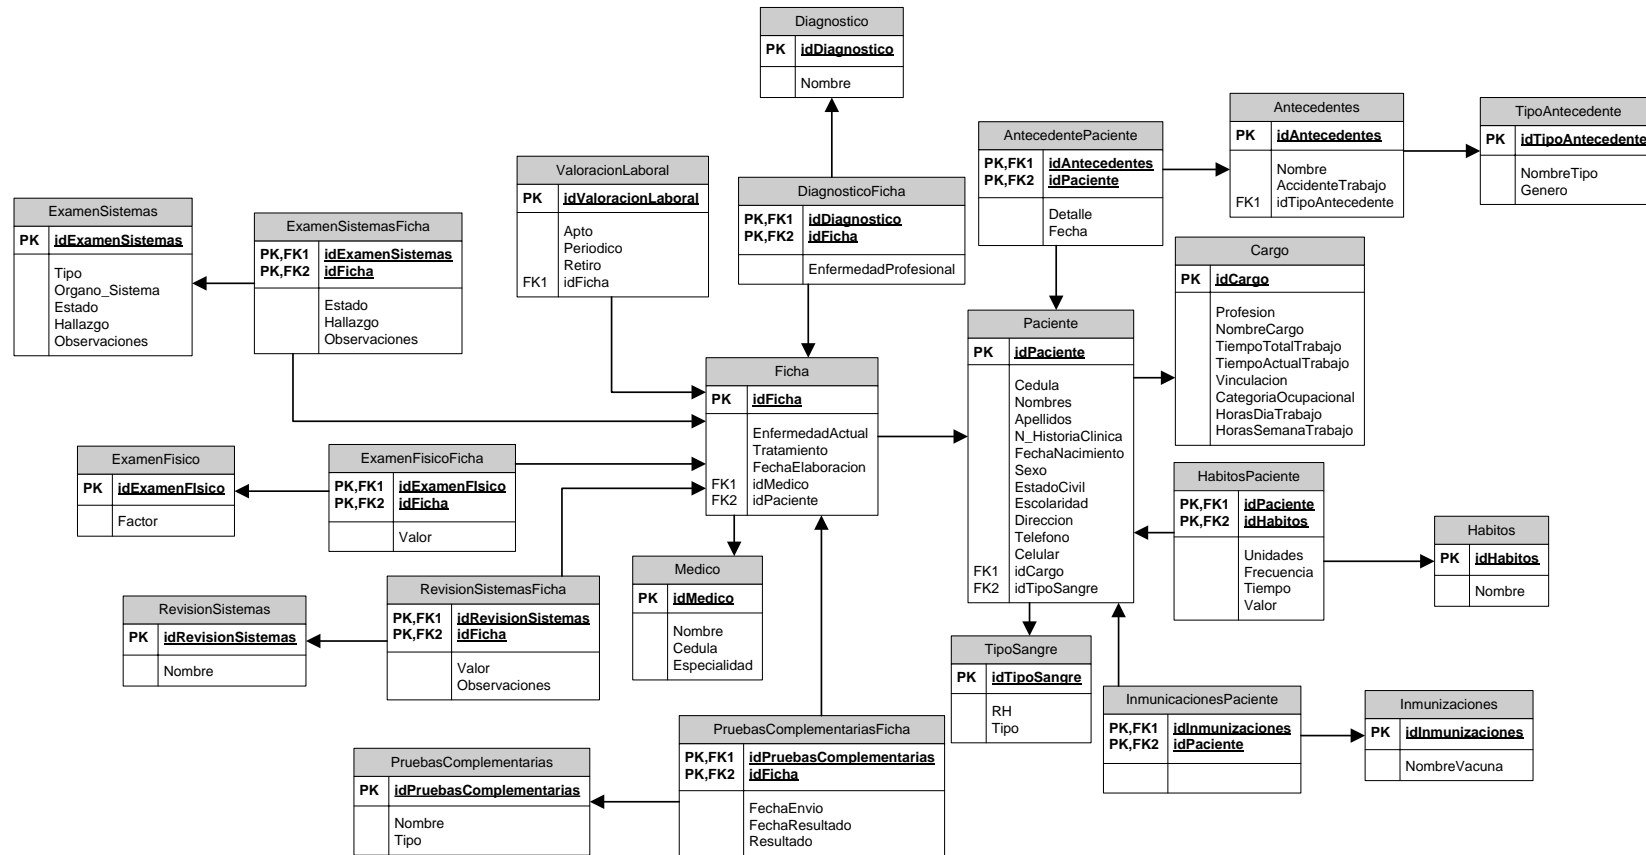 Diagnostico
PK idDiagnostico
Nombre
Antecedentes
PK idAntecedentes
Nombre
AccidenteTrabajo
FK1 idTipoAntecedente
TipoAntecedente
PK idTipoAntecedente
NombreTipo
Genero
AntecedentePaciente
PK,FK1 idAntecedentes
PK,FK2 idPaciente
Detalle
Fecha
ValoracionLaboral
PK idValoracionLaboral
Apto
Periodico
Retiro
FK1 idFicha
DiagnosticoFicha
PK,FK1 idDiagnostico
PK,FK2 idFicha
EnfermedadProfesional
ExamenSistemas
PK idExamenSistemas
Tipo
Organo_Sistema
Estado
Hallazgo
Observaciones
ExamenSistemasFicha
PK,FK1 idExamenSistemas
PK,FK2 idFicha
Estado
Hallazgo
Observaciones
Cargo
PK idCargo
Profesion
NombreCargo
TiempoTotalTrabajo
TiempoActualTrabajo
Vinculacion
CategoriaOcupacional
HorasDiaTrabajo
HorasSemanaTrabajo
Paciente
PK idPaciente
Cedula
Nombres
Apellidos
N_HistoriaClinica
FechaNacimiento
Sexo
EstadoCivil
Escolaridad
Direccion
Telefono
Celular
FK1 idCargo
FK2 idTipoSangre
Ficha
PK idFicha
EnfermedadActual
Tratamiento
FechaElaboracion
FK1 idMedico
FK2 idPaciente
ExamenFisico
PK idExamenFIsico
Factor
ExamenFisicoFicha
PK,FK1 idExamenFIsico
PK,FK2 idFicha
Valor
HabitosPaciente
PK,FK1 idPaciente
PK,FK2 idHabitos
Unidades
Frecuencia
Tiempo
Valor
Habitos
PK idHabitos
Nombre
Medico
PK idMedico
Nombre
Cedula
Especialidad
RevisionSistemasFicha
PK,FK1 idRevisionSistemas
PK,FK2 idFicha
Valor
Observaciones
RevisionSistemas
PK idRevisionSistemas
Nombre
TipoSangre
PK idTipoSangre
RH
Tipo
InmunicacionesPaciente
PK,FK1 idInmunizaciones
PK,FK2 idPaciente
Inmunizaciones
PK idInmunizaciones
NombreVacuna
PruebasComplementariasFicha
PK,FK1 idPruebasComplementarias
PK,FK2 idFicha
FechaEnvio
FechaResultado
Resultado
PruebasComplementarias
PK idPruebasComplementarias
Nombre
Tipo